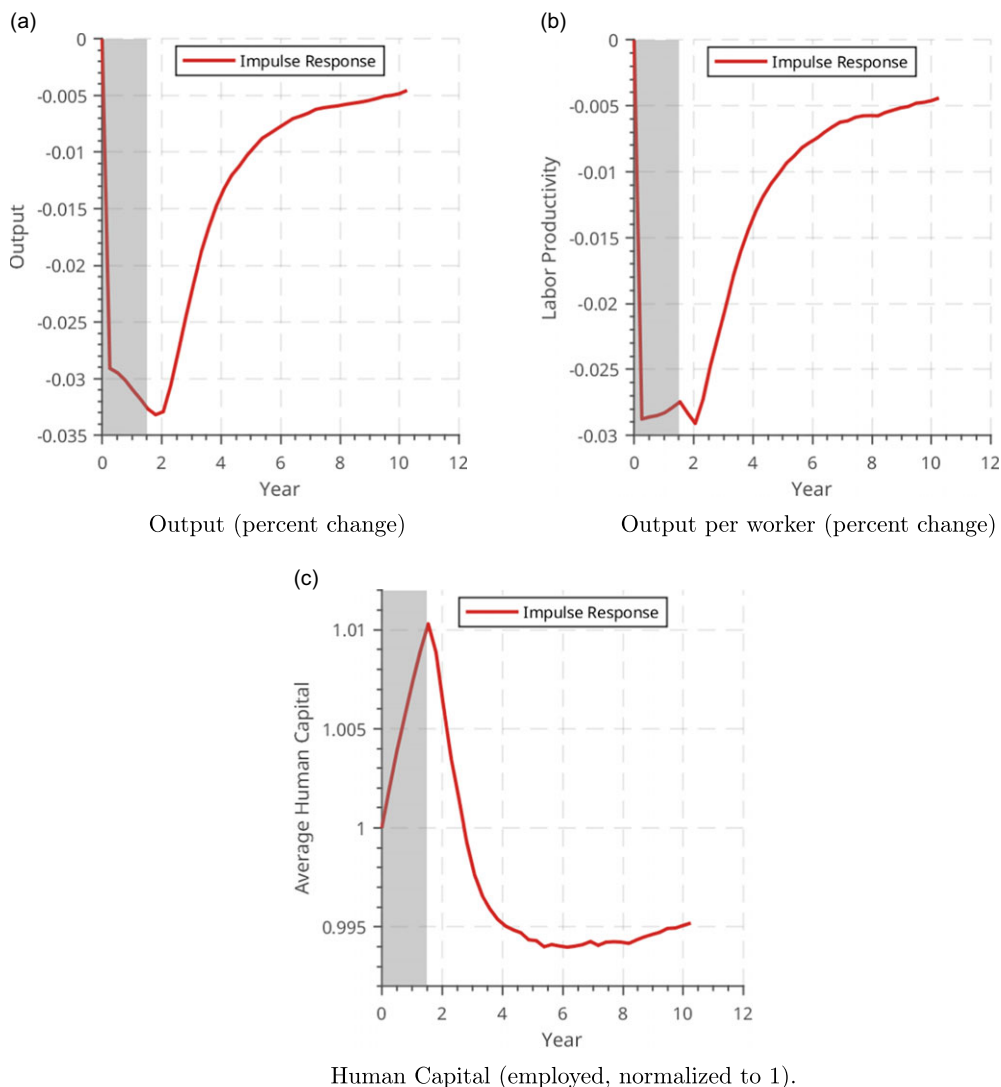 (a)
Impulse Response
0
-0.005
-0.01
-0.015
-0.02
-0.025
-0.03
-0.035
Output
0 2 4 6 8 10 12
Year
Output (percent change)
(b)
Impulse Response
0
-0.005
-0.01
-0.015
-0.02
-0.025
-0.03
Labor Productivity
0 2 4 6 8 10 12
Year
Output per worker (percent change)
(c)
Impulse Response
1.01
1.005
1
0.995
Average Human Capital
0 2 4 6 8 10 12
Year
Human Capital (employed, normalized to 1).